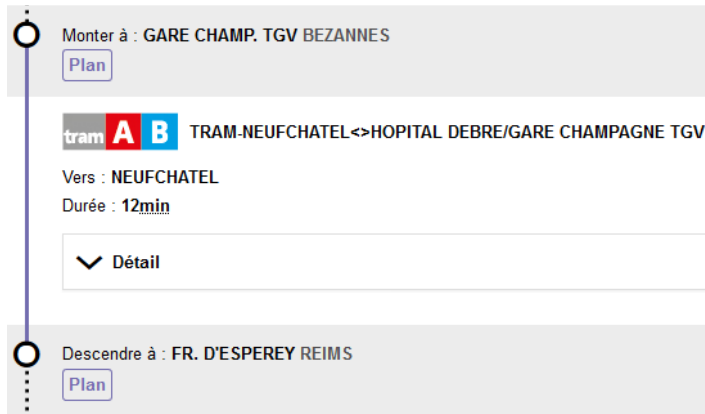 Monter à : GARE CHAMP. TGV BEZANNES
Plan
tram A B TRAM-NEUFCHATEL<>HOPITAL DEBRE/GARE CHAMPAGNE TGV
Vers : NEUFCHATEL
Durée : 12min
Détail
Descendre à : FR. D'ESPEREY REIMS
Plan